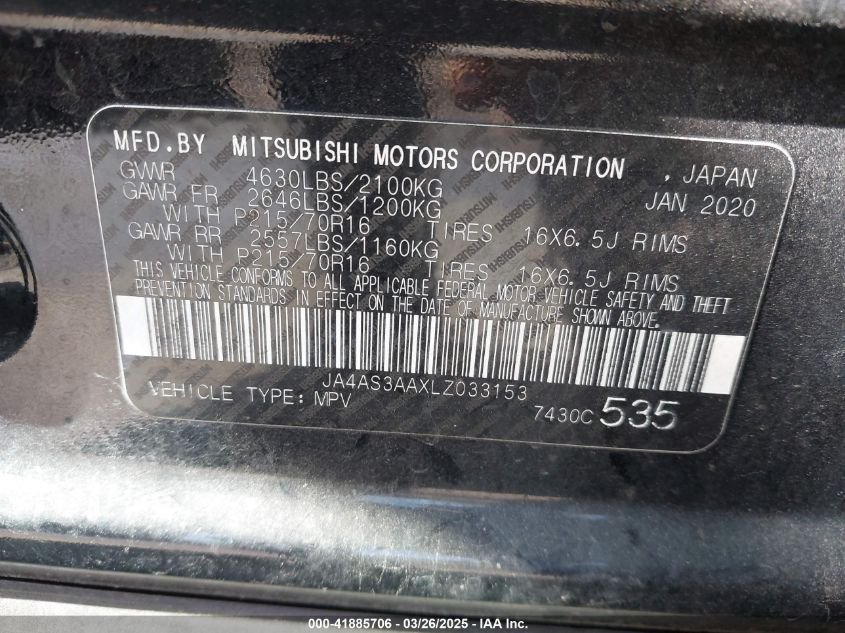 MFD.BY MITSUBISHI MOTORS CORPORATION , JAPAN
GVWR 4630LBS/2100KG JAN 2020
GAWR FR 2646LBS/1200KG
WITH P215/70R16 TIRES 16X6.5J RIMS
GAWR RR 2557LBS/1160KG
WITH P215/70R16 TIRES 16X6.5J RIMS
THIS VEHICLE CONFORMS TO ALL APPLICABLE FEDERAL MOTOR VEHICLE SAFETY AND THEFT
PREVENTION STANDARDS IN EFFECT ON THE DATE OF MANUFACTURE SHOWN ABOVE.
JA4AS3AAXLZ033153
VEHICLE TYPE: MPV 7430C 535
000-41885706 - 03/26/2025 - IAA Inc.